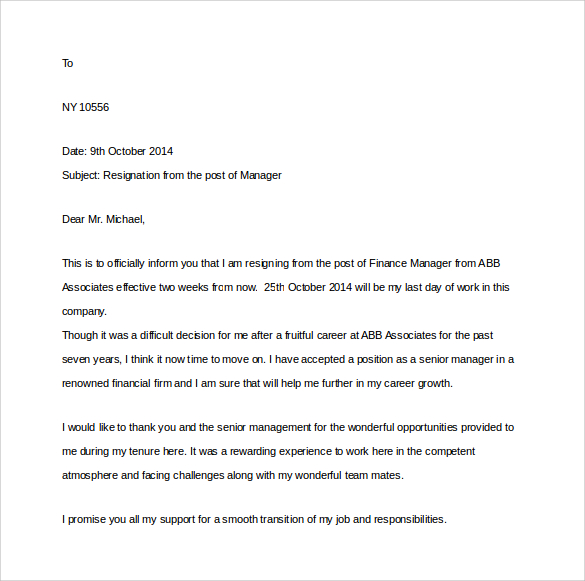 To
NY 10556
Date: 9th October 2014
Subject: Resignation from the post of Manager
Dear Mr. Michael,
This is to officially inform you that I am resigning from the post of Finance Manager from ABB
Associates effective two weeks from now.  25th October 2014 will be my last day of work in this
company.
Though it was a difficult decision for me after a fruitful career at ABB Associates for the past
seven years, I think it now time to move on. I have accepted a position as a senior manager in a
renowned financial firm and I am sure that will help me further in my career growth.
I would like to thank you and the senior management for the wonderful opportunities provided to
me during my tenure here. It was a rewarding experience to work here in the competent
atmosphere and facing challenges along with my wonderful team mates.
I promise you all my support for a smooth transition of my job and responsibilities.